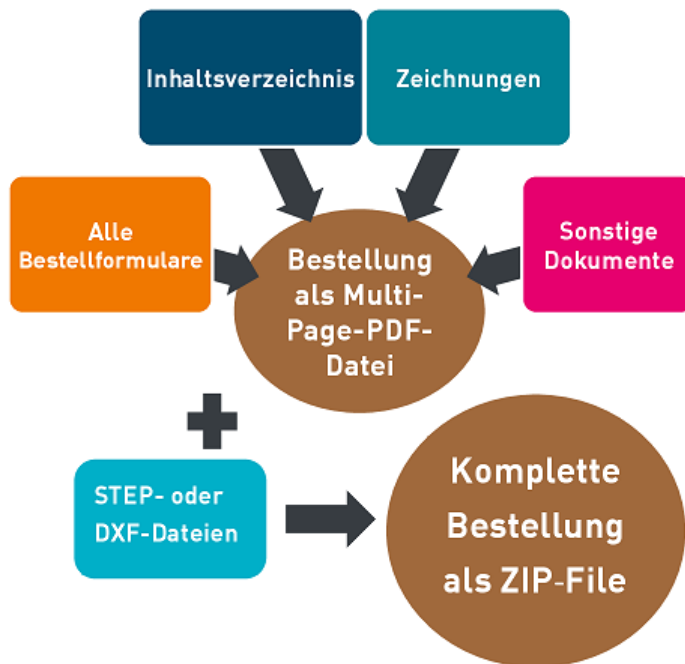 Inhaltsverzeichnis
Zeichnungen
Alle
Bestellformulare
Sonstige
Dokumente
Bestellung
als Multi-
Page-PDF-
Datei
STEP- oder
DXF-Dateien
Komplette
Bestellung
als ZIP-File